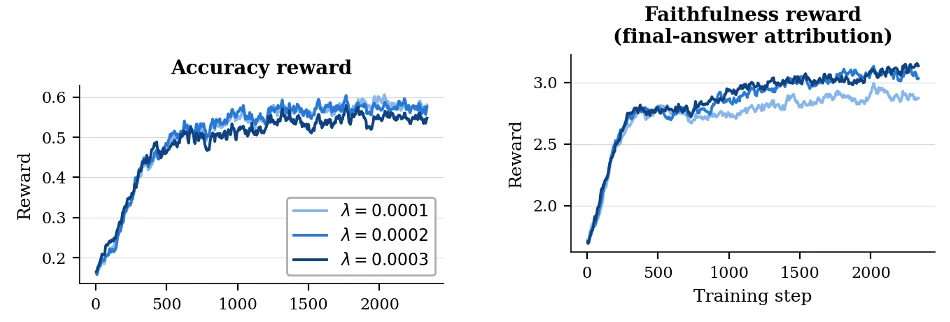 Accuracy reward
Reward
0.6
0.5
0.4
0.3
0.2
0
500
1000
1500
2000
λ = 0.0001
λ = 0.0002
λ = 0.0003
Faithfulness reward
(final-answer attribution)
Reward
3.0
2.5
2.0
0
500
1000
1500
2000
Training step